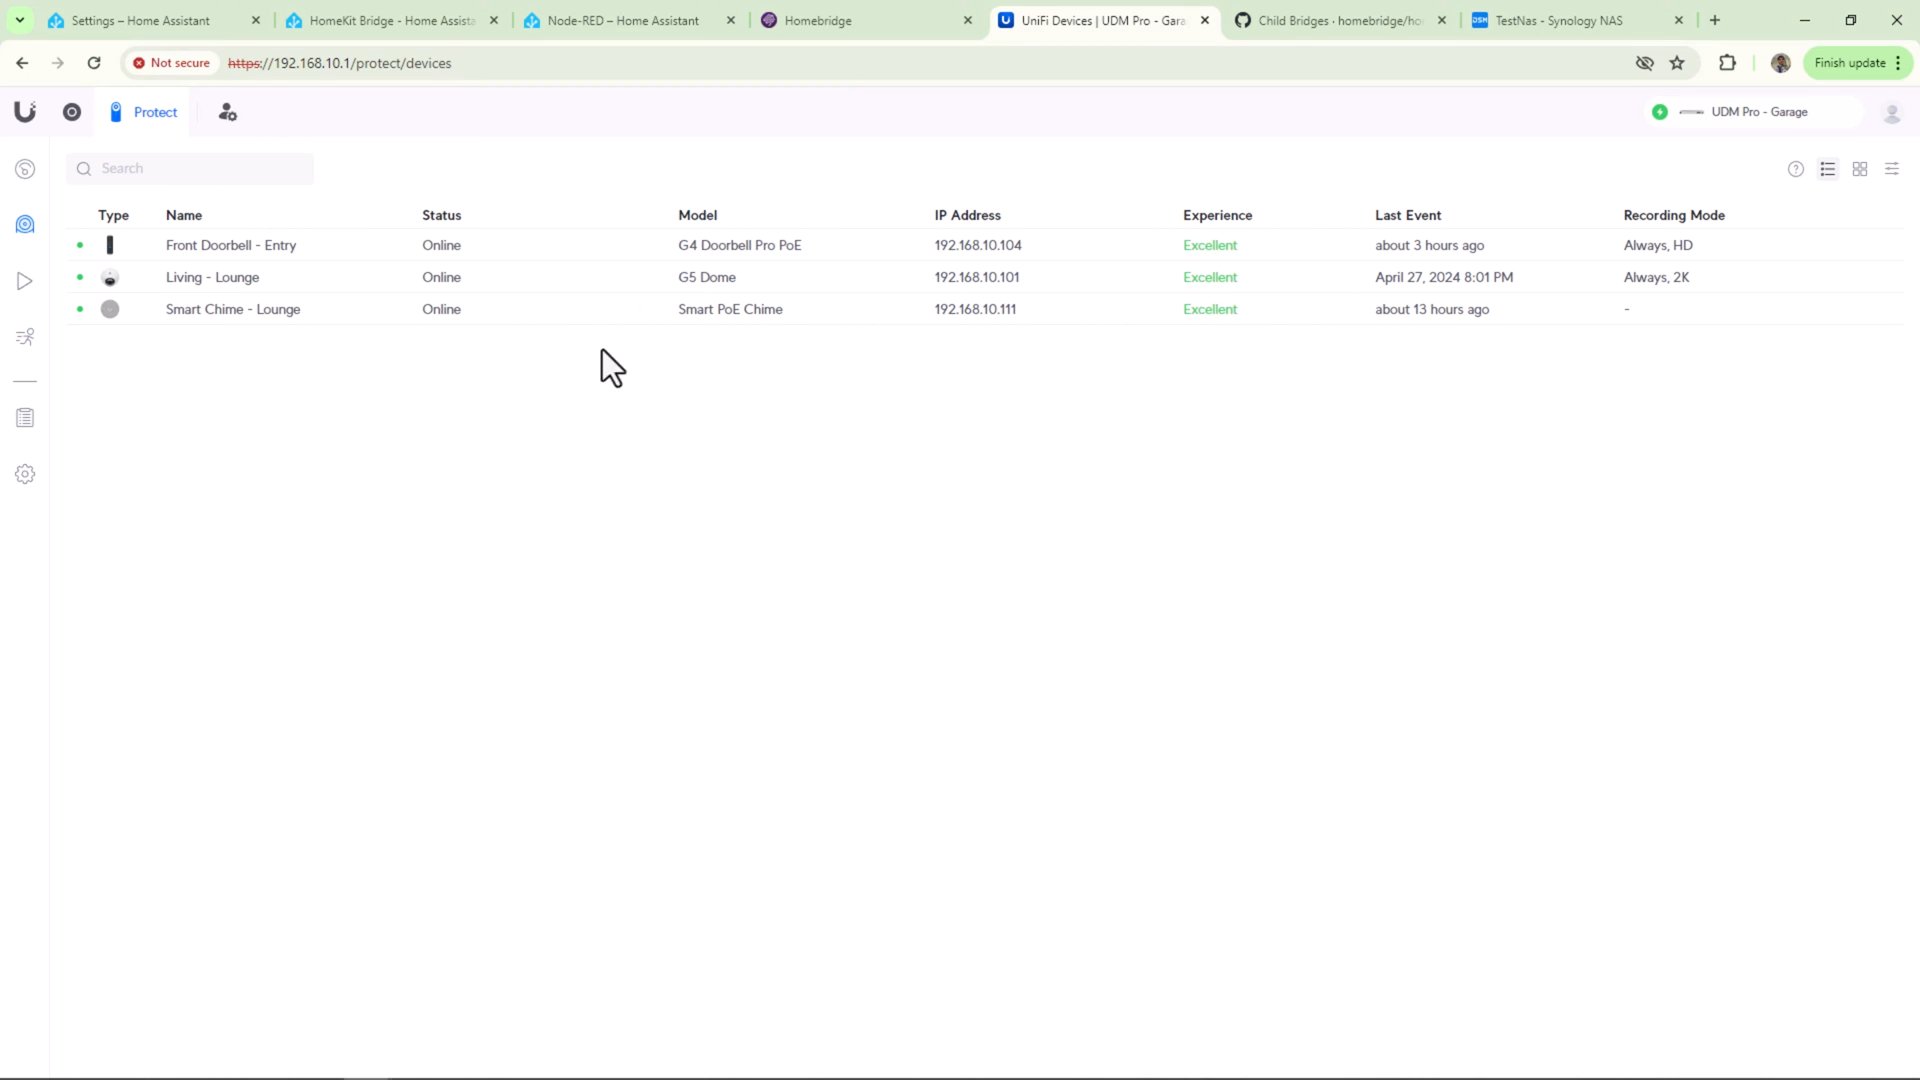 Settings – Home Assistant
HomeKit Bridge - Home Assista
Node-RED – Home Assistant
Homebridge
UniFi Devices | UDM Pro - Gara
Child Bridges · homebridge/ho
DSM
TestNas - Synology NAS
Not secure
https://192.168.10.1/protect/devices
Finish update
Protect
UDM Pro - Garage
Search
Type Name Status Model IP Address Experience Last Event Recording Mode
Front Doorbell - Entry Online G4 Doorbell Pro PoE 192.168.10.104 Excellent about 3 hours ago Always, HD
Living - Lounge Online G5 Dome 192.168.10.101 Excellent April 27, 2024 8:01 PM Always, 2K
Smart Chime - Lounge Online Smart PoE Chime 192.168.10.111 Excellent about 13 hours ago -